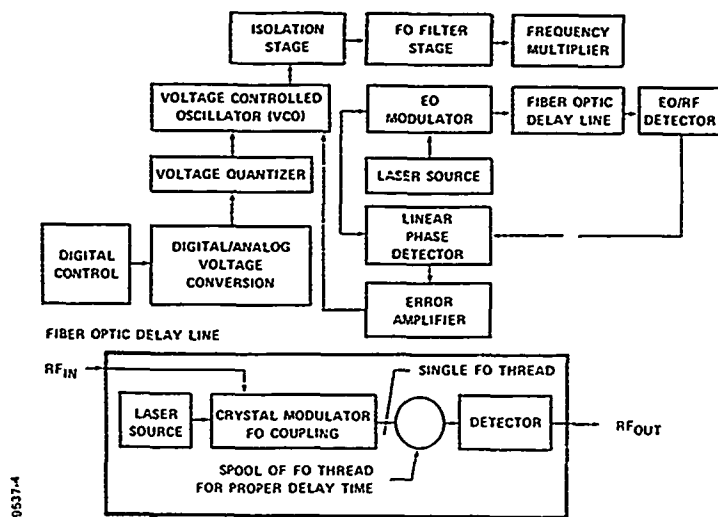 ISOLATION
STAGE
FO FILTER
STAGE
FREQUENCY
MULTIPLIER
VOLTAGE CONTROLLED
OSCILLATOR (VCO)
EO
MODULATOR
FIBER OPTIC
DELAY LINE
EO/RF
DETECTOR
VOLTAGE QUANTIZER
LASER SOURCE
DIGITAL
CONTROL
DIGITAL/ANALOG
VOLTAGE
CONVERSION
LINEAR
PHASE
DETECTOR
ERROR
AMPLIFIER
FIBER OPTIC DELAY LINE
RFIN
SINGLE FO THREAD
LASER
SOURCE
CRYSTAL MODULATOR
FO COUPLING
DETECTOR
RFOUT
SPOOL OF FO THREAD
FOR PROPER DELAY TIME
9537-4